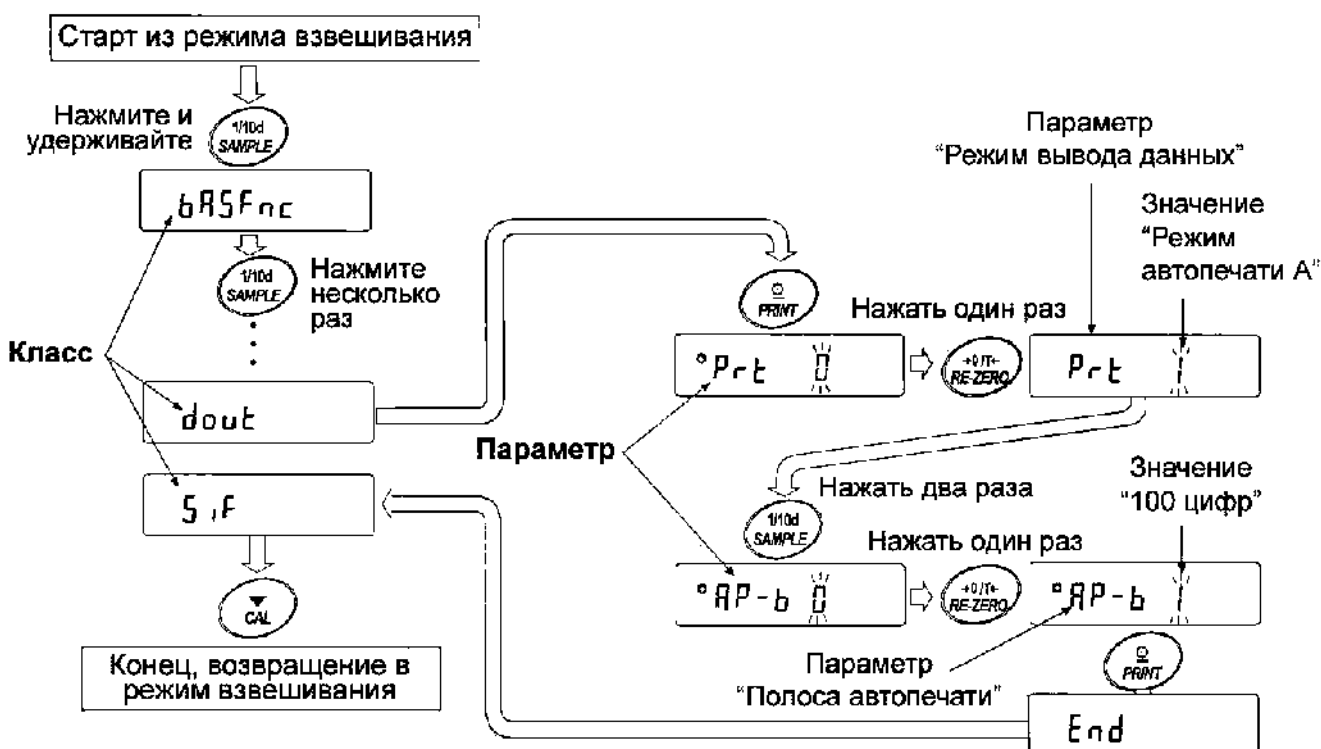 Старт из режима взвешивания
Нажмите и
удерживайте
1/10d
SAMPLE
bASFnc
1/10d
SAMPLE
Нажмите
несколько
раз
Класс
dout
PRINT
Параметр
°Prt 0
Нажать один раз
→0/T←
RE-ZERO
Параметр
“Режим вывода данных”
Значение
“Режим
автопечати А”
Prt 1
Нажать два раза
1/10d
SAMPLE
°AP-b 0
Нажать один раз
→0/T←
RE-ZERO
Значение
“100 цифр”
°AP-b 1
Параметр
“Полоса автопечати”
PRINT
End
S iF
CAL
Конец, возвращение в
режим взвешивания